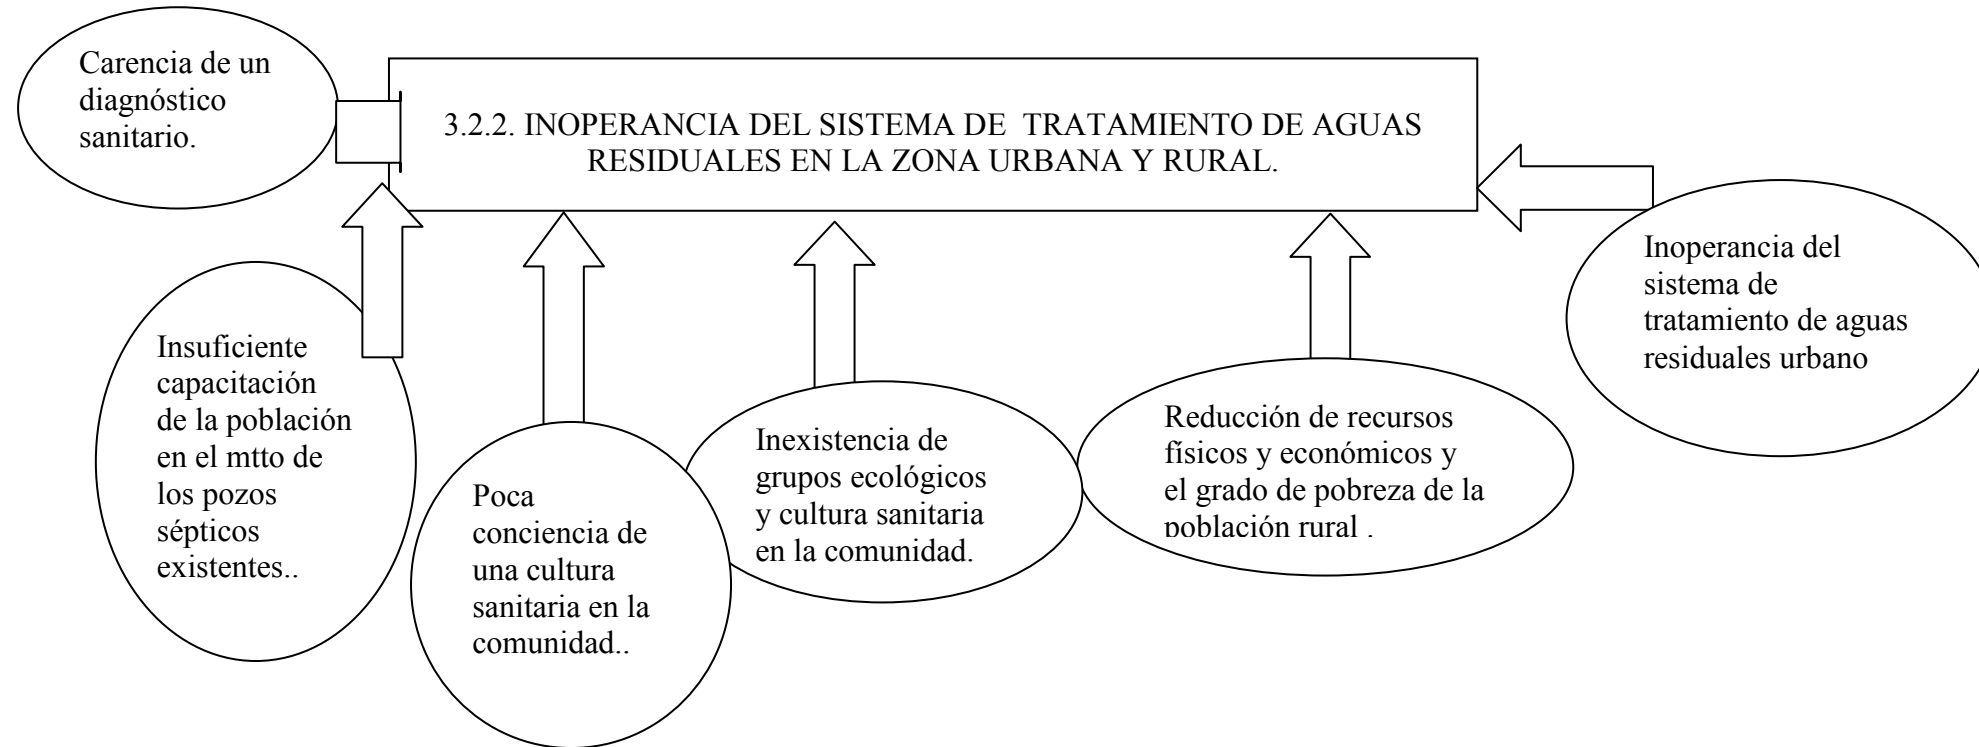 Carencia de un
diagnóstico
sanitario.
3.2.2. INOPERANCIA DEL SISTEMA DE TRATAMIENTO DE AGUAS
RESIDUALES EN LA ZONA URBANA Y RURAL.
Insuficiente
capacitación
de la población
en el mtto de
los pozos
sépticos
existentes..
Poca
conciencia de
una cultura
sanitaria en la
comunidad..
Inexistencia de
grupos ecológicos
y cultura sanitaria
en la comunidad.
Reducción de recursos
físicos y económicos y
el grado de pobreza de la
población rural .
Inoperancia del
sistema de
tratamiento de aguas
residuales urbano